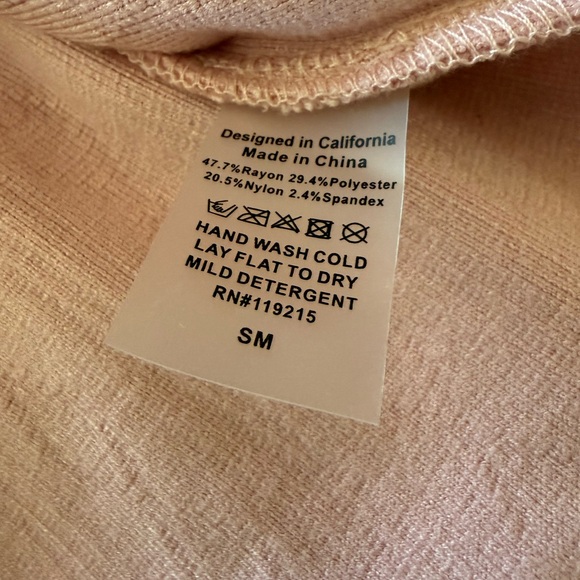 Designed in California
Made in China
47.7%Rayon 29.4%Polyester
20.5%Nylon 2.4%Spandex
HAND WASH COLD
LAY FLAT TO DRY
MILD DETERGENT
RN#119215
SM